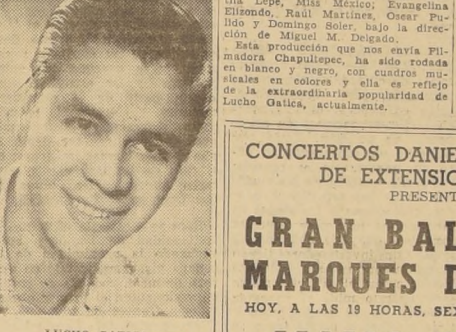 Lepe, Miss México; Evangelina
Elizondo, Raúl Martínez, Oscar Pu-
lido y Domingo Soler, bajo la direc-
ción de Miguel M. Delgado.
Esta producción que nos envía Fil-
madora Chapultepec, ha sido rodada
en blanco y negro, con cuadros mu-
sicales en colores y ella es reflejo
de la extraordinaria popularidad de
Lucho Gatica, actualmente.
CONCIERTOS DANIE
DE EXTENSIO
PRESENT
GRAN BAL
MARQUES D
HOY, A LAS 19 HORAS, SE